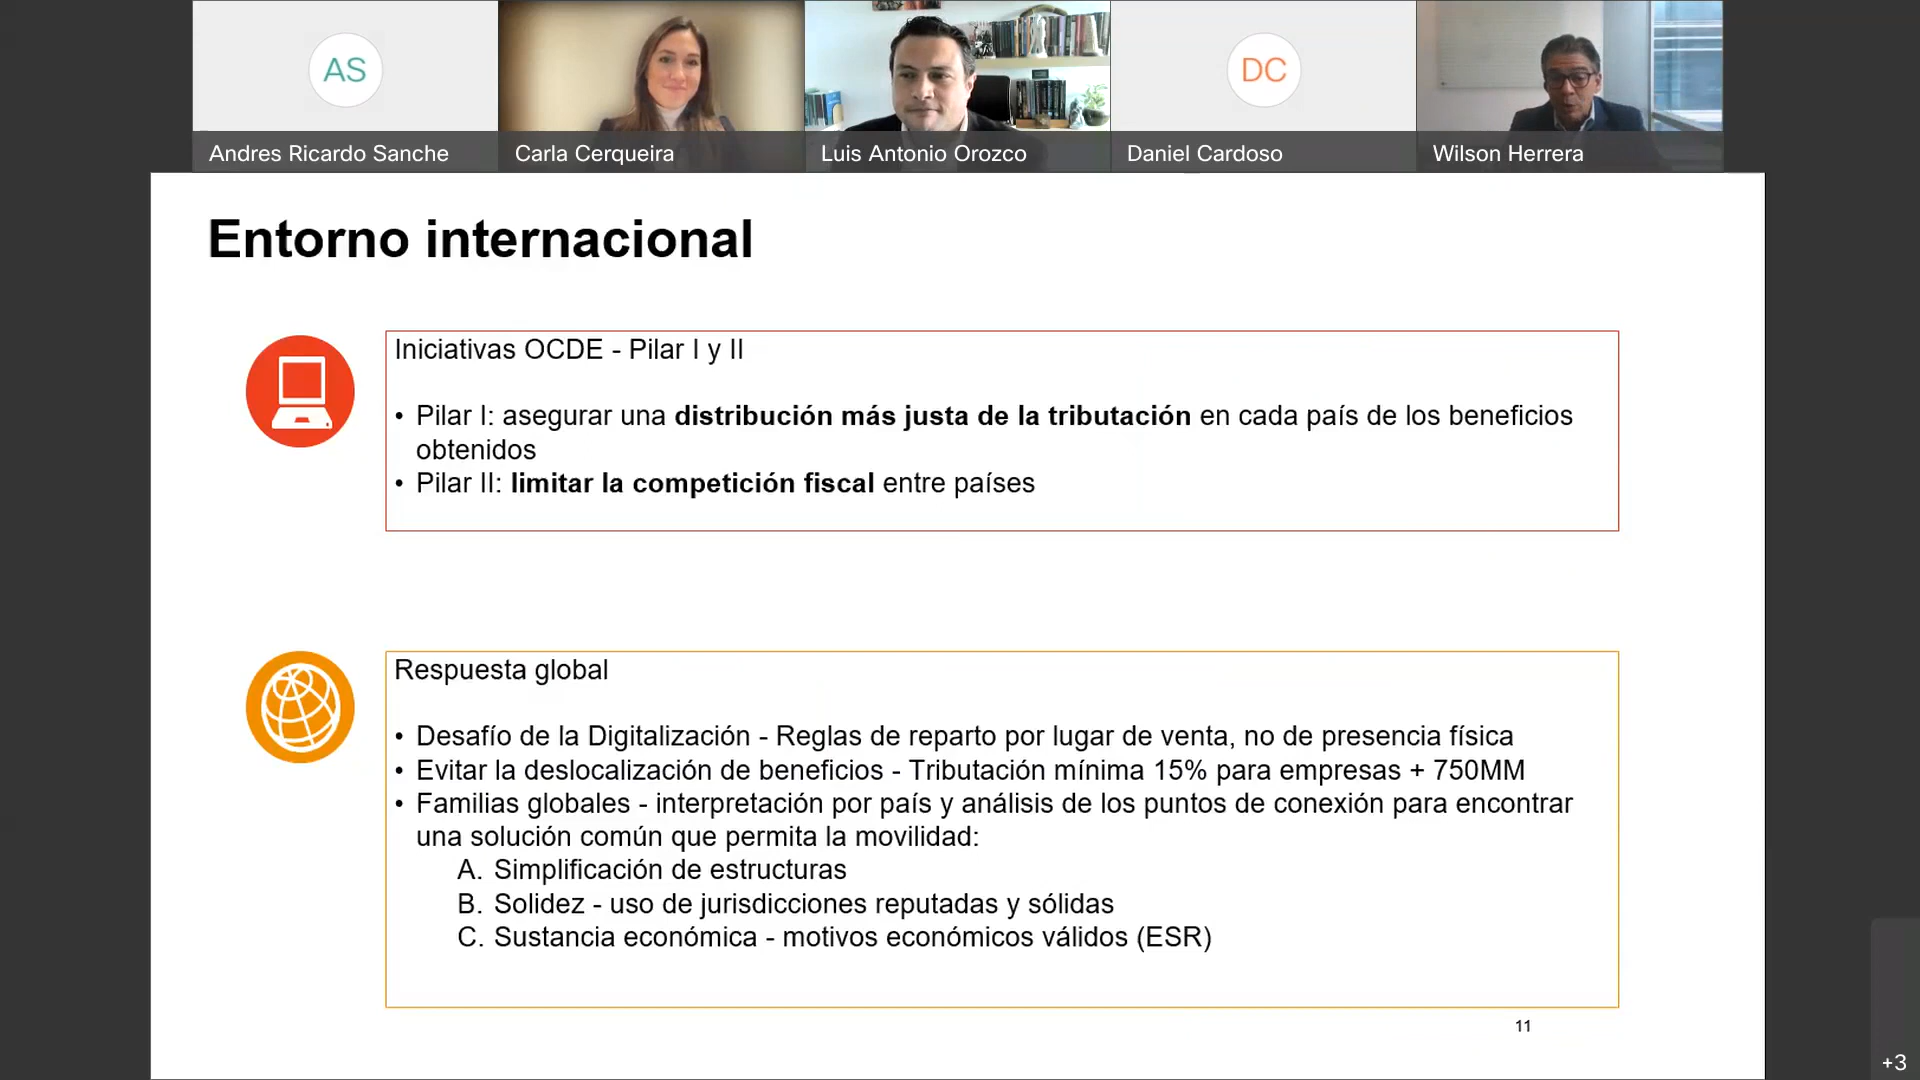 AS
DC
Andres Ricardo Sanche
Carla Cerqueira
Luis Antonio Orozco
Daniel Cardoso
Wilson Herrera
Entorno internacional
Iniciativas OCDE - Pilar I y II
• Pilar I: asegurar una distribución más justa de la tributación en cada país de los beneficios
obtenidos
• Pilar II: limitar la competición fiscal entre países
Respuesta global
• Desafío de la Digitalización - Reglas de reparto por lugar de venta, no de presencia física
• Evitar la deslocalización de beneficios - Tributación mínima 15% para empresas + 750MM
• Familias globales - interpretación por país y análisis de los puntos de conexión para encontrar
una solución común que permita la movilidad:
A. Simplificación de estructuras
B. Solidez - uso de jurisdicciones reputadas y sólidas
C. Sustancia económica - motivos económicos válidos (ESR)
11
+3